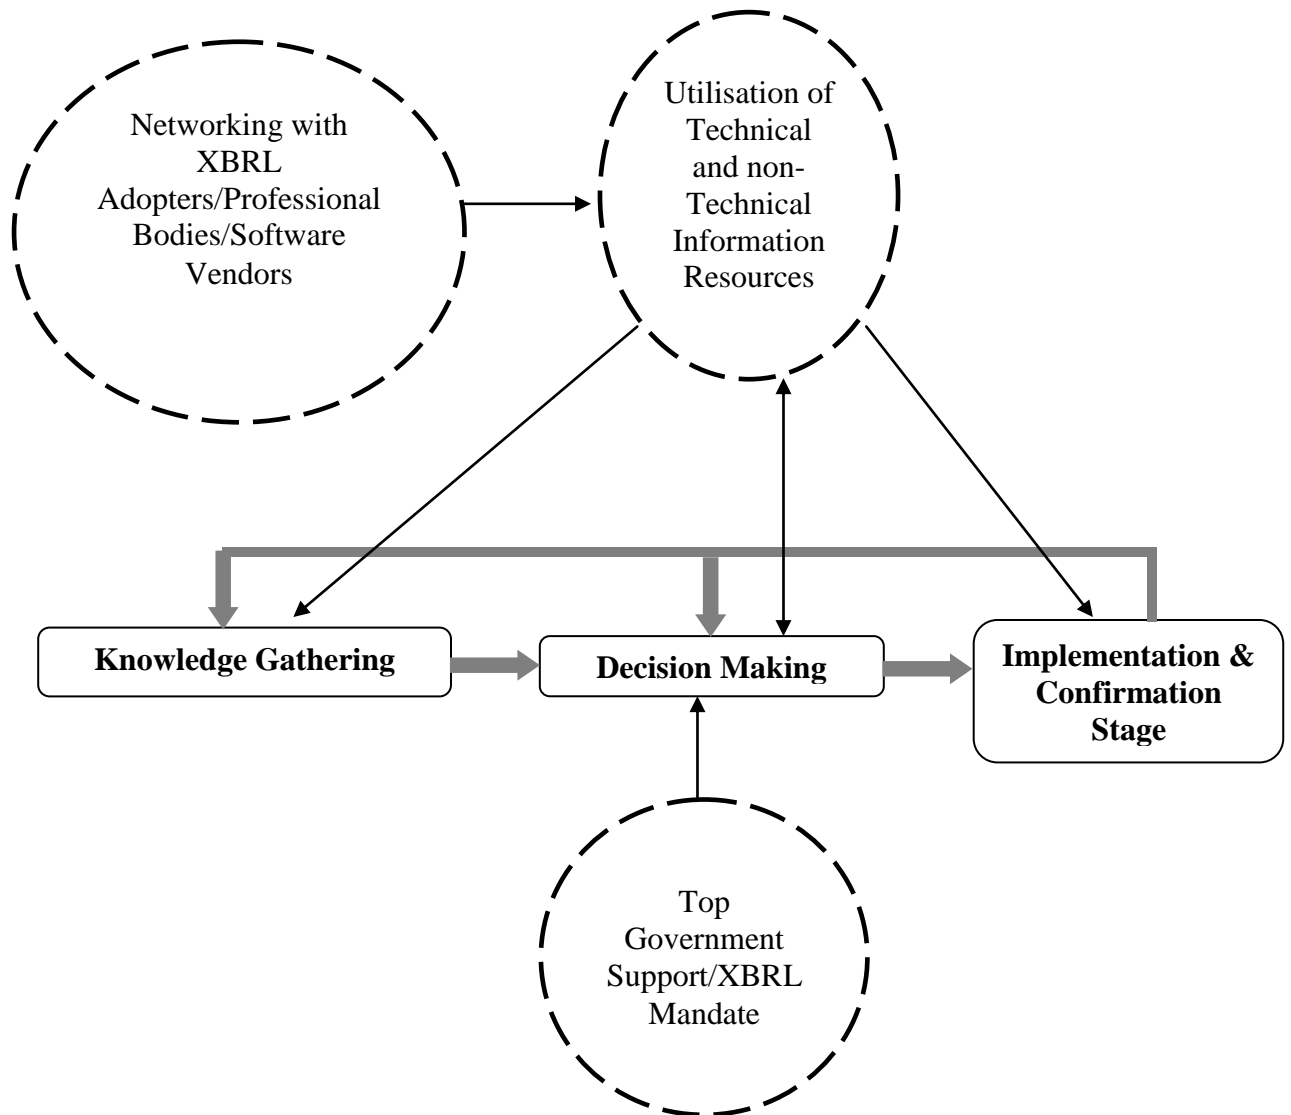 Networking with
XBRL
Adopters/Professional
Bodies/Software
Vendors
Utilisation of
Technical
and non-
Technical
Information
Resources
Knowledge Gathering
Decision Making
Implementation &
Confirmation
Stage
Top
Government
Support/XBRL
Mandate